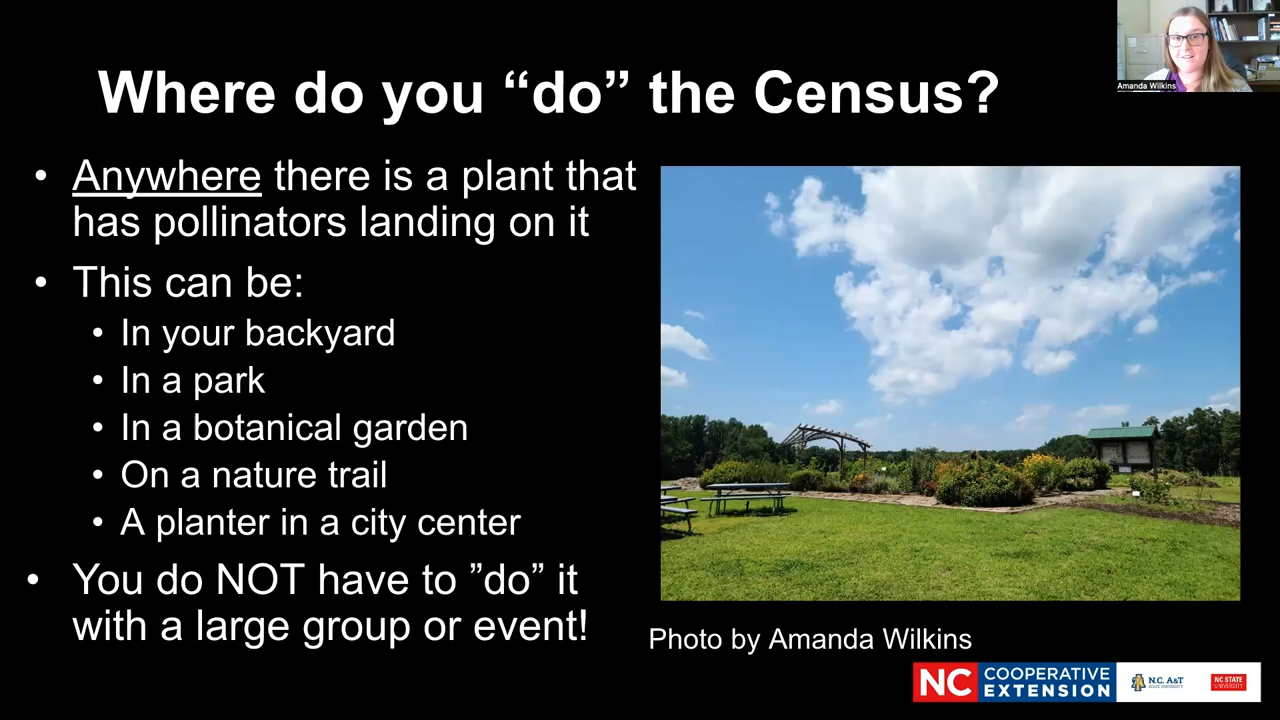 Where do you “do” the Census?
Amanda Wilkins
• Anywhere there is a plant that
has pollinators landing on it
• This can be:
• In your backyard
• In a park
• In a botanical garden
• On a nature trail
• A planter in a city center
• You do NOT have to ”do” it
with a large group or event!
Photo by Amanda Wilkins
NC COOPERATIVE
EXTENSION
N.C. A&T
STATE UNIVERSITY
NC STATE
UNIVERSITY